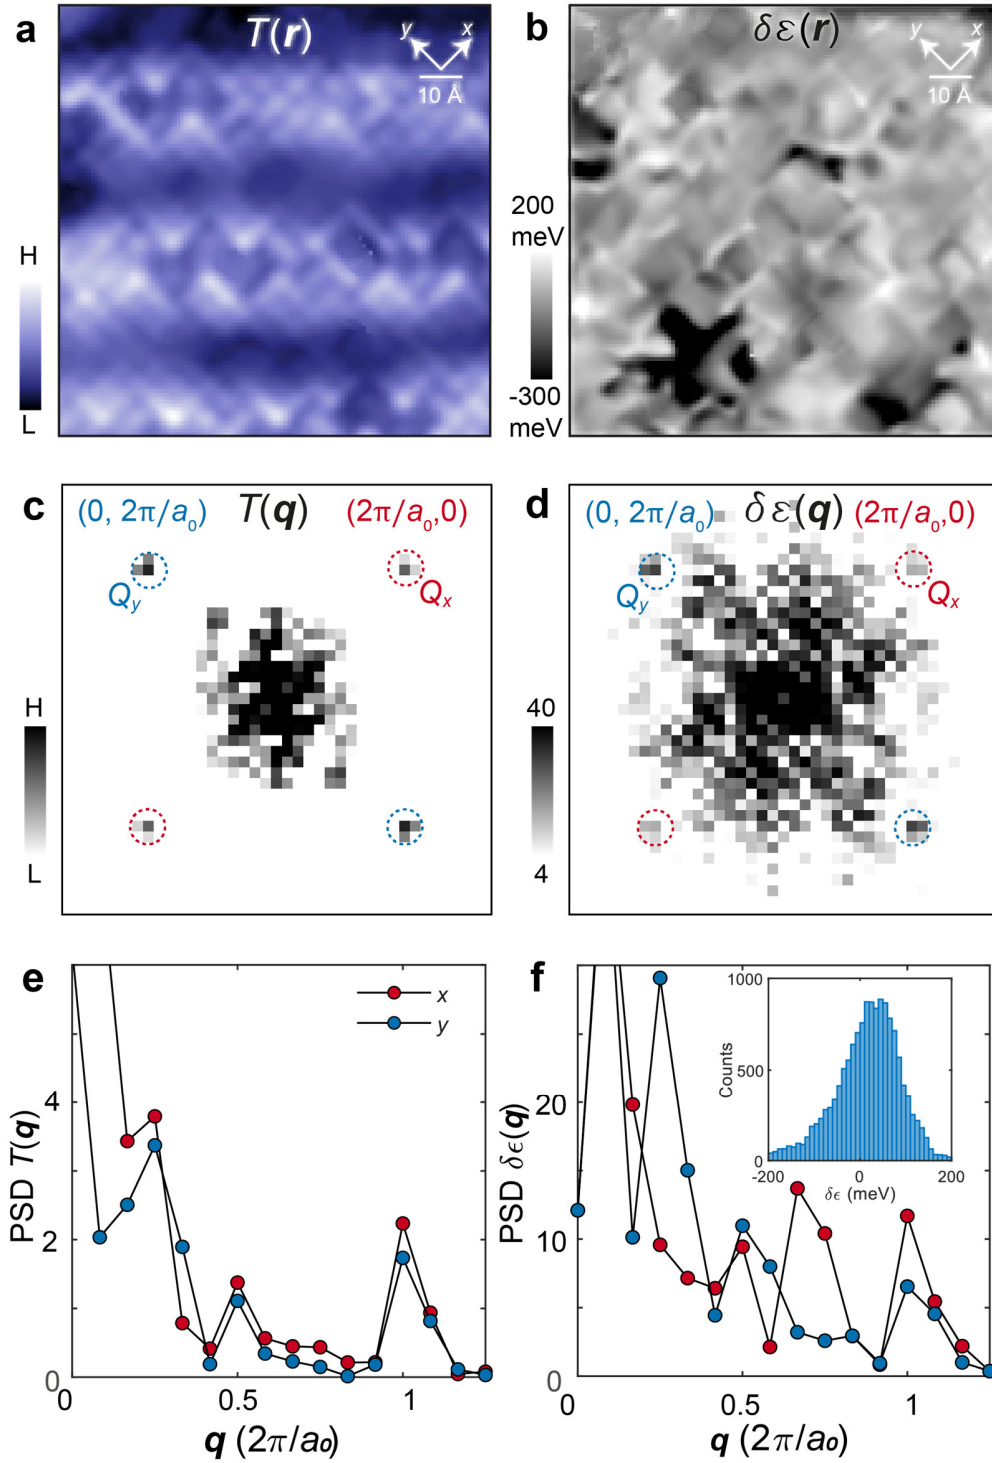 a
T(r)
y
x
10 Å
H
L
b
δε(r)
y
x
10 Å
200
meV
-300
meV
c
(0, 2π/a₀)
T(q)
(2π/a₀,0)
Qy
Qx
H
L
d
(0, 2π/a₀)
δε(q)
(2π/a₀,0)
Qy
Qx
40
4
e
x
y
4
2
0
PSD T(q)
0
0.5
1
q (2π/a₀)
f
20
10
0
PSD δϵ(q)
1000
500
0
Counts
-200
0
200
δϵ (meV)
0
0.5
1
q (2π/a₀)